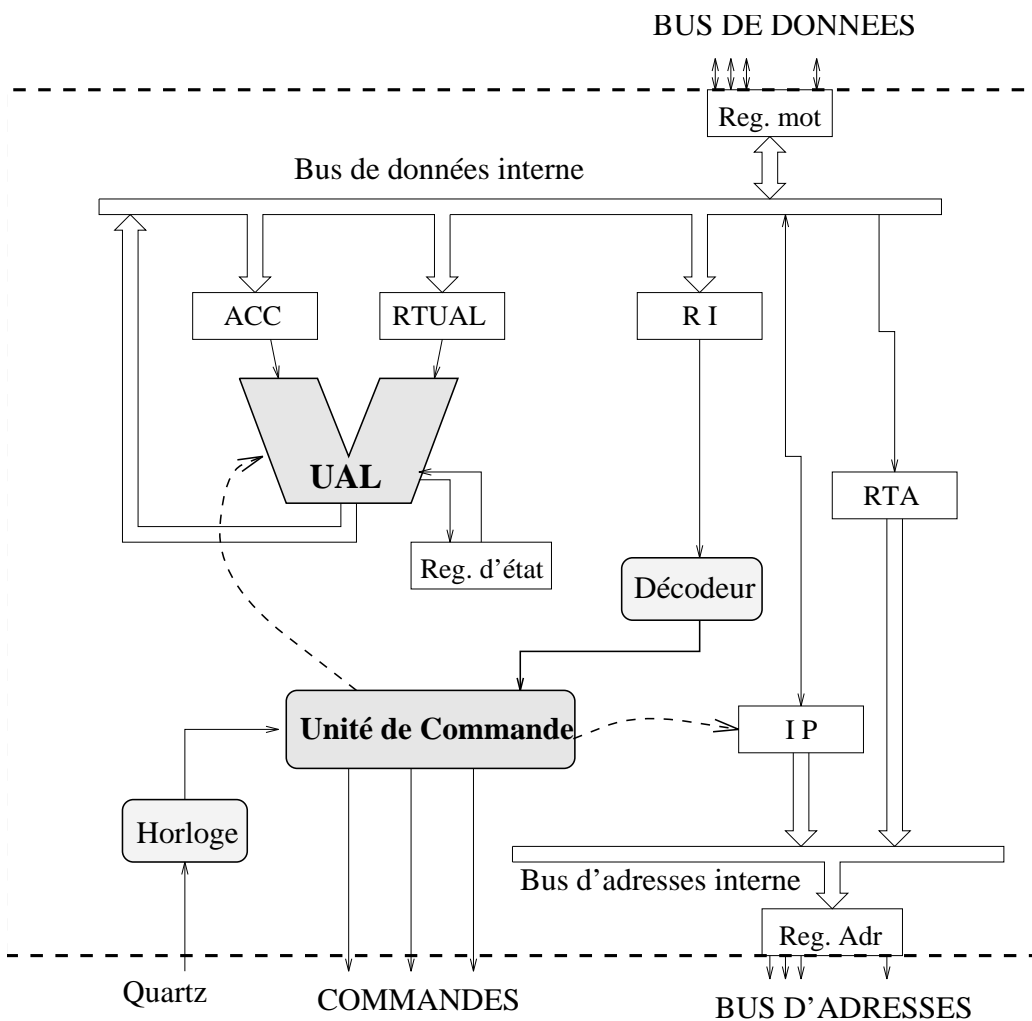 BUS DE DONNEES
Reg. mot
Bus de données interne
ACC
RTUAL
R I
UAL
RTA
Reg. d'état
Décodeur
Unité de Commande
I P
Horloge
Bus d'adresses interne
Reg. Adr
Quartz
COMMANDES
BUS D'ADRESSES